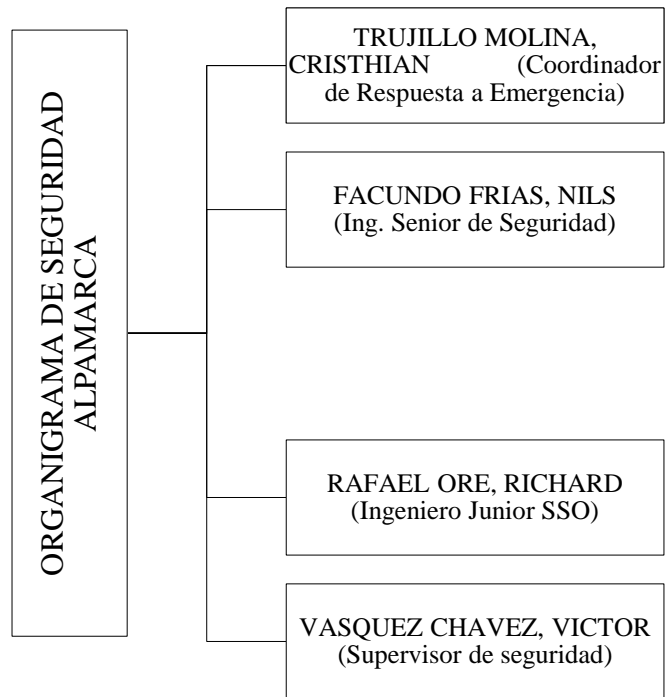 ORGANIGRAMA DE SEGURIDAD
ALPAMARCA
TRUJILLO MOLINA,
CRISTHIAN (Coordinador
de Respuesta a Emergencia)
FACUNDO FRIAS, NILS
(Ing. Senior de Seguridad)
RAFAEL ORE, RICHARD
(Ingeniero Junior SSO)
VASQUEZ CHAVEZ, VICTOR
(Supervisor de seguridad)